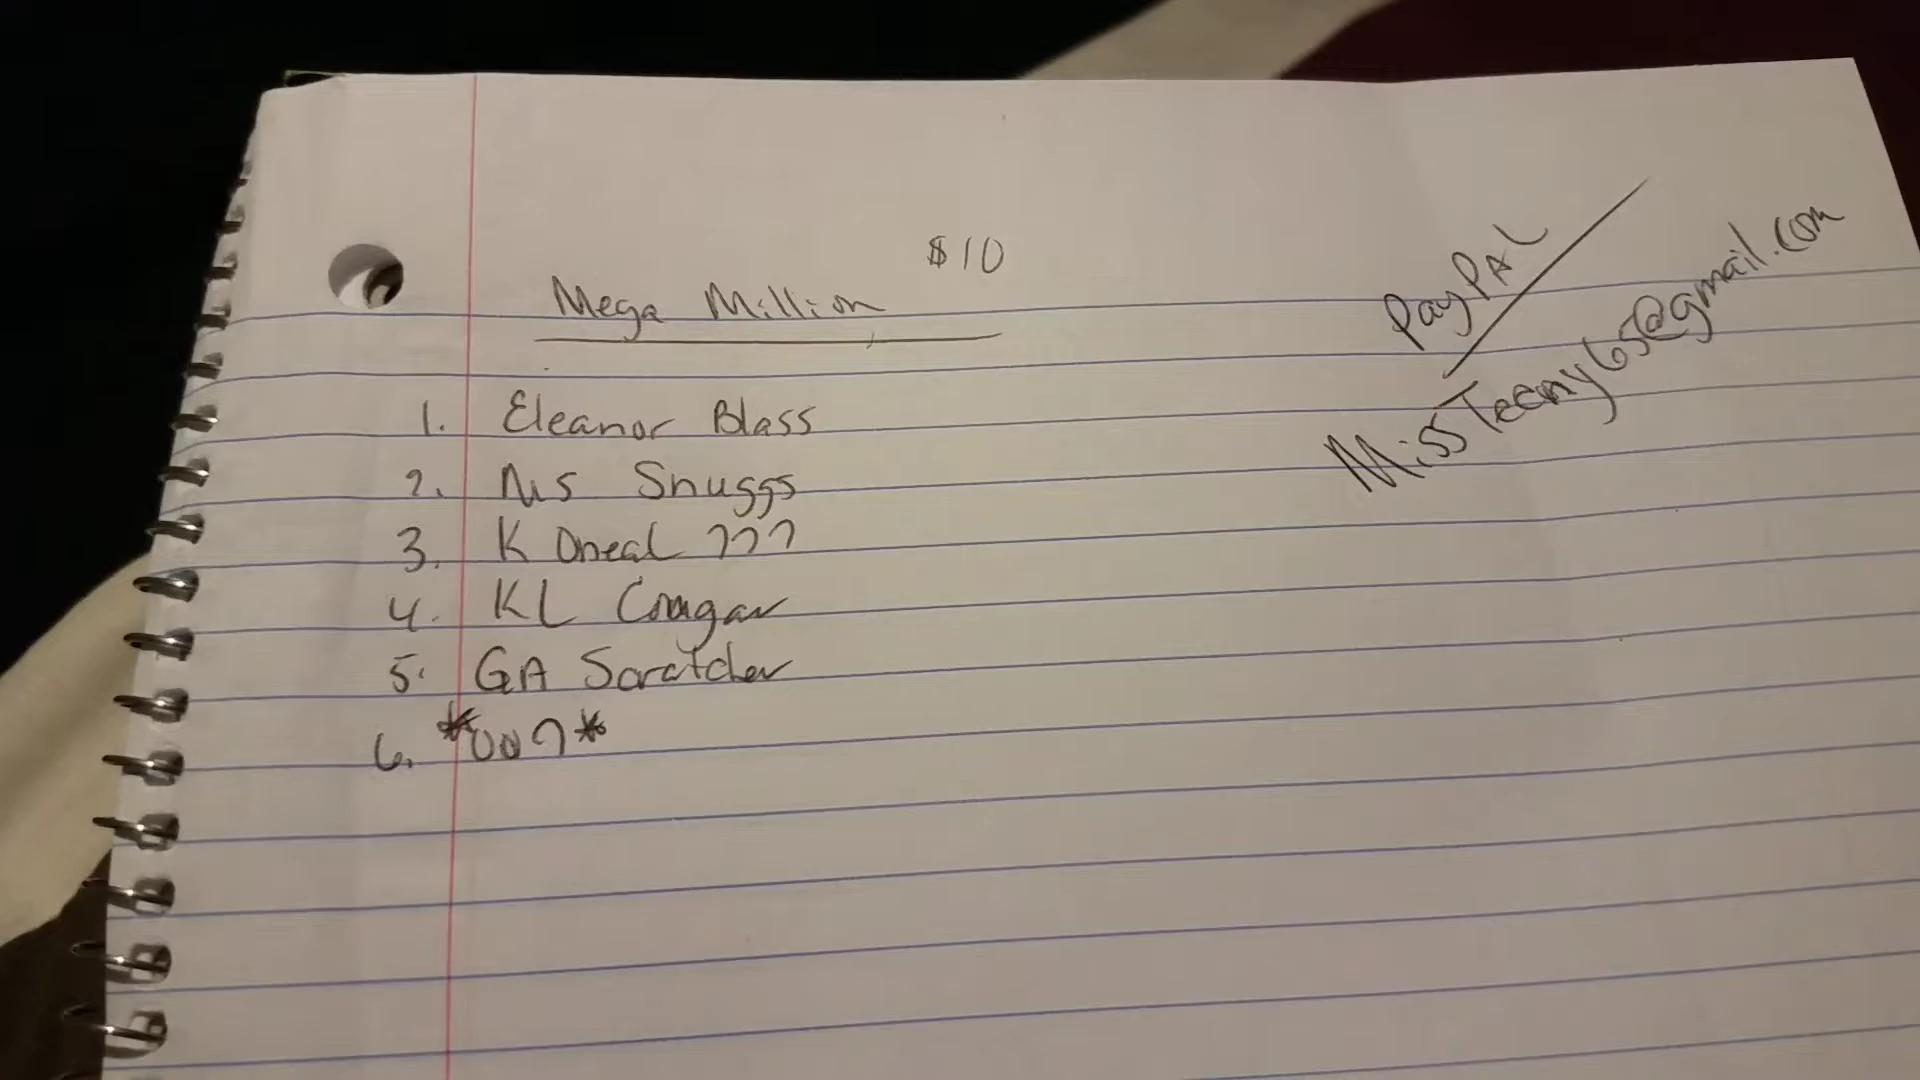 $10
Mega Million
1. Eleanor Blass
2. Ms Snuggs
3. K Oneal ???
4. KL Cougar
5. GA Scratcher
6. *007*
PayPAL
MissTeeny65@gmail.com